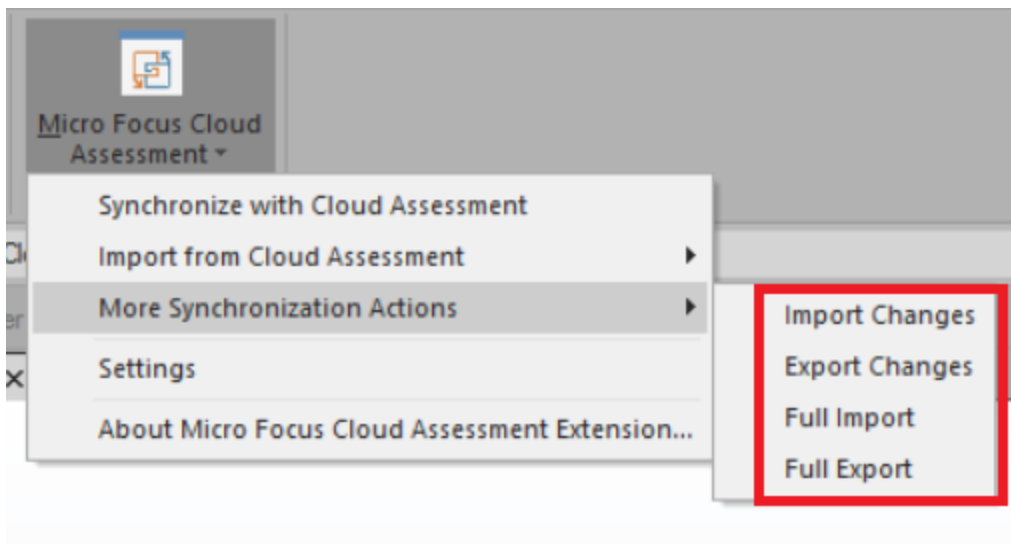 Micro Focus Cloud
Assessment
Synchronize with Cloud Assessment
Import from Cloud Assessment
More Synchronization Actions
Settings
About Micro Focus Cloud Assessment Extension...
Import Changes
Export Changes
Full Import
Full Export